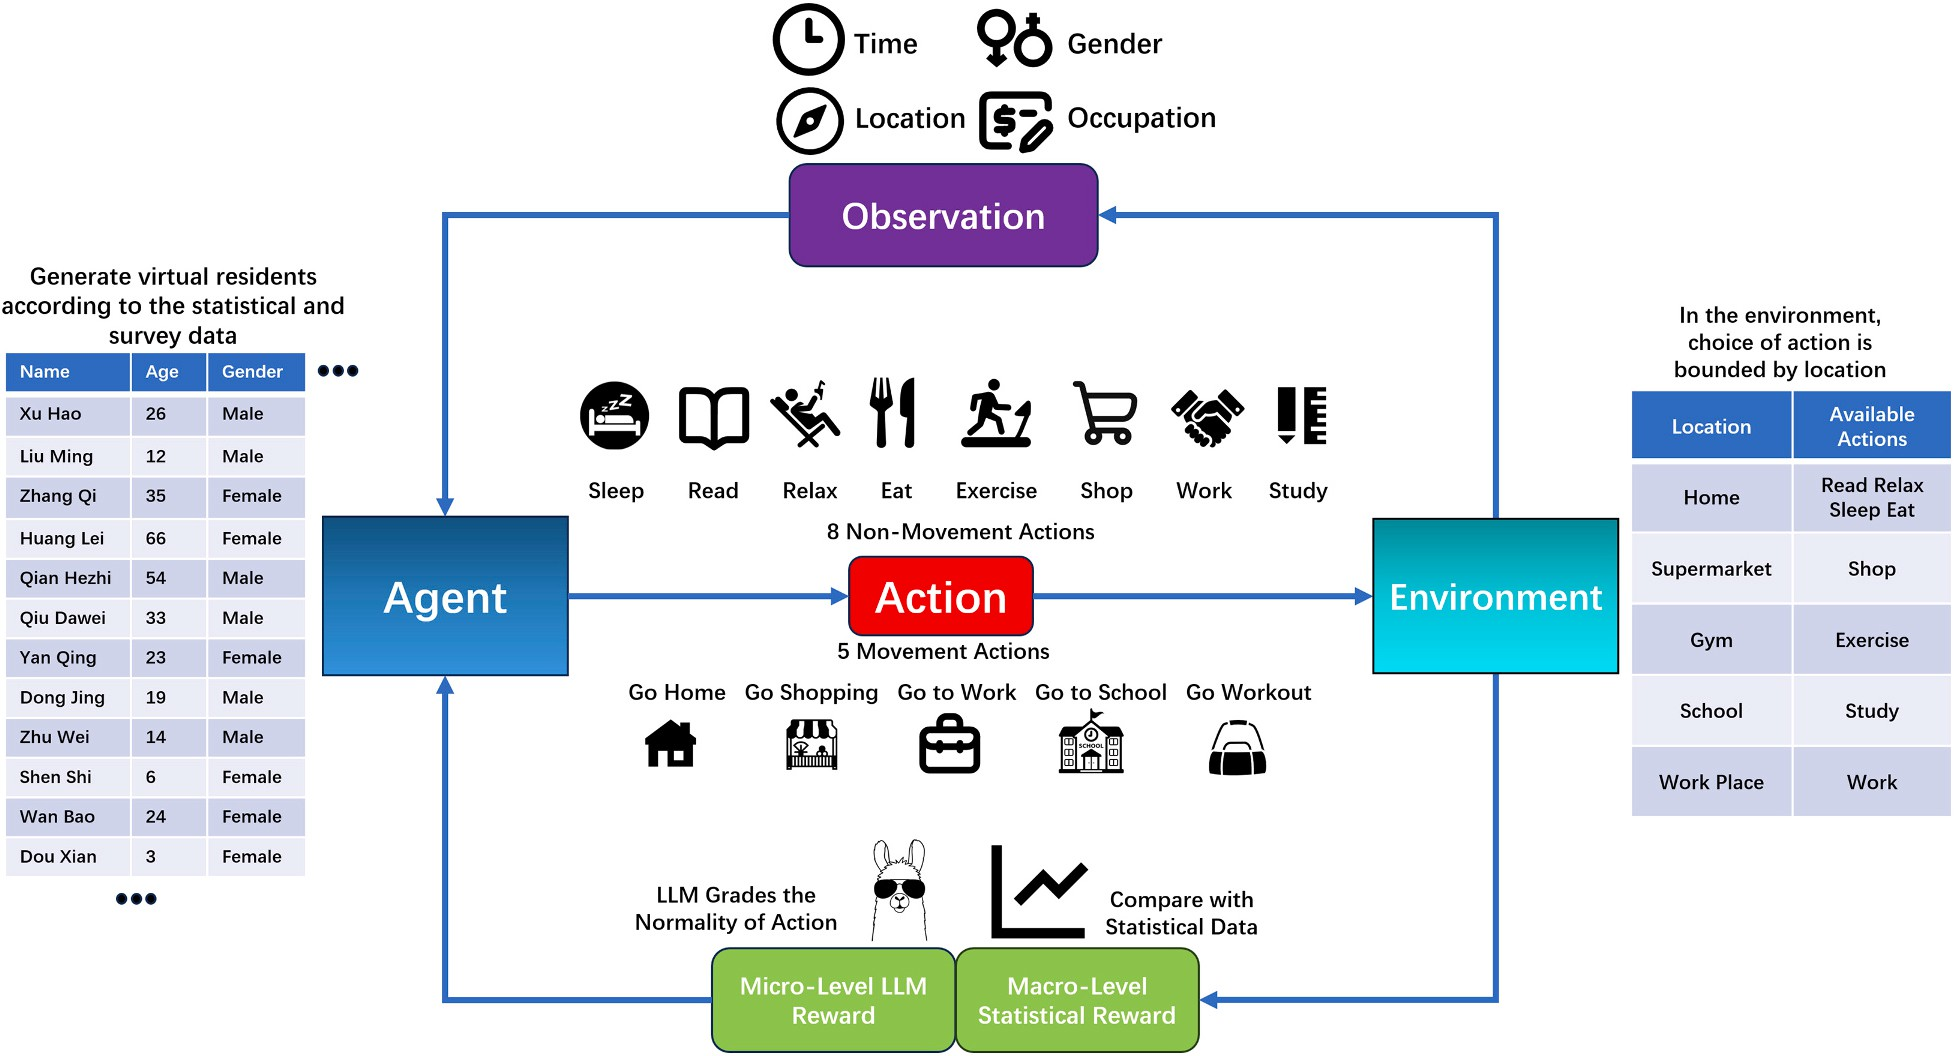 Time
Gender
Location
Occupation
Observation
Generate virtual residents
according to the statistical and
survey data
Name Age Gender
Xu Hao 26 Male
Liu Ming 12 Male
Zhang Qi 35 Female
Huang Lei 66 Female
Qian Hezhi 54 Male
Qiu Dawei 33 Male
Yan Qing 23 Female
Dong Jing 19 Male
Zhu Wei 14 Male
Shen Shi 6 Female
Wan Bao 24 Female
Dou Xian 3 Female
Agent
zzZZ
Sleep Read Relax Eat Exercise Shop Work Study
8 Non-Movement Actions
Action
5 Movement Actions
Go Home Go Shopping Go to Work Go to School Go Workout
SCHOOL
Environment
In the environment,
choice of action is
bounded by location
Location Available
Actions
Home Read Relax
Sleep Eat
Supermarket Shop
Gym Exercise
School Study
Work Place Work
LLM Grades the
Normality of Action
Compare with
Statistical Data
Micro-Level LLM
Reward
Macro-Level
Statistical Reward